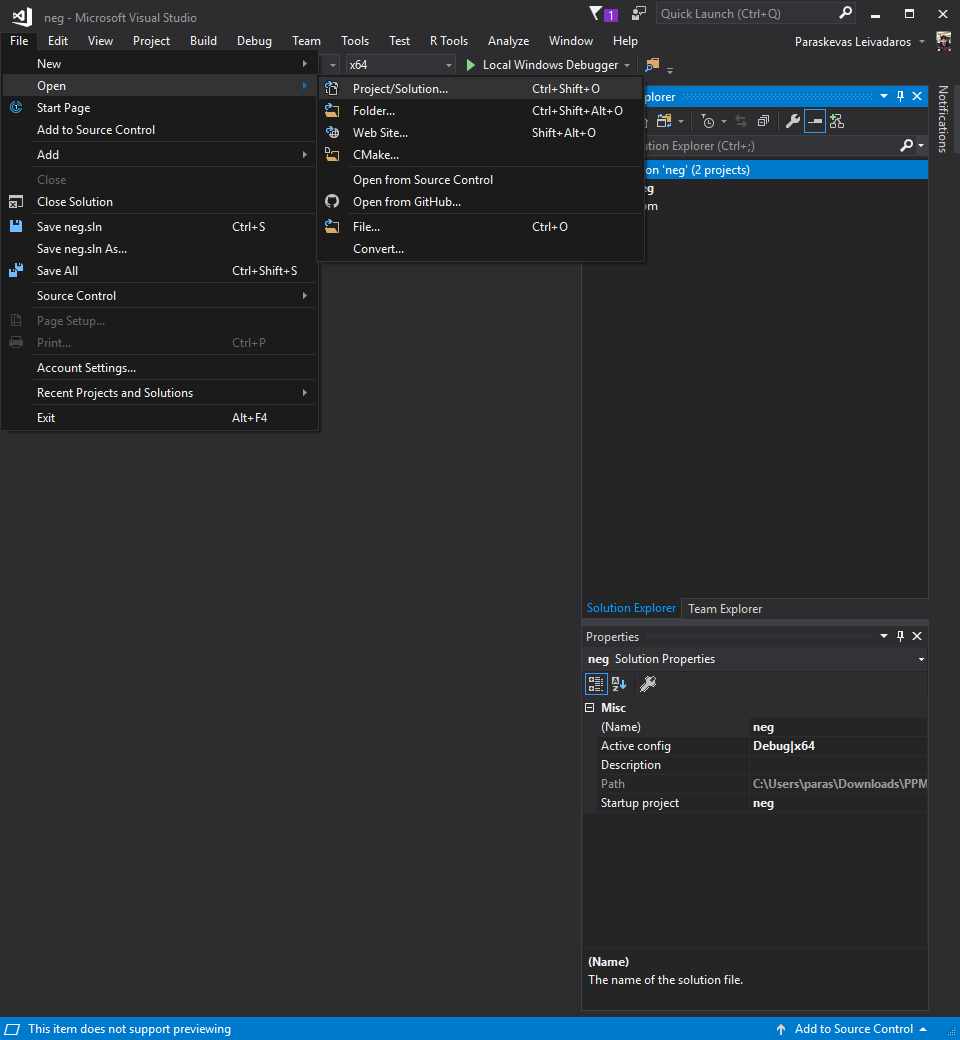 neg - Microsoft Visual Studio
1
Quick Launch (Ctrl+Q)
File Edit View Project Build Debug Team Tools Test R Tools Analyze Window Help
Paraskevas Leivadaros
x64 Local Windows Debugger
New
Open
Start Page
Add to Source Control
Add
Close
Close Solution
Save neg.sln Ctrl+S
Save neg.sln As...
Save All Ctrl+Shift+S
Source Control
Page Setup...
Print... Ctrl+P
Account Settings...
Recent Projects and Solutions
Exit Alt+F4
Project/Solution... Ctrl+Shift+O
Folder... Ctrl+Shift+Alt+O
Web Site... Shift+Alt+O
CMake...
Open from Source Control
Open from GitHub...
File... Ctrl+O
Convert...
plorer
ution Explorer (Ctrl+;)
on 'neg' (2 projects)
eg
om
Notifications
Solution Explorer Team Explorer
Properties
neg Solution Properties
Misc
(Name) neg
Active config Debug|x64
Description
Path C:\Users\paras\Downloads\PPM
Startup project neg
(Name)
The name of the solution file.
This item does not support previewing
Add to Source Control